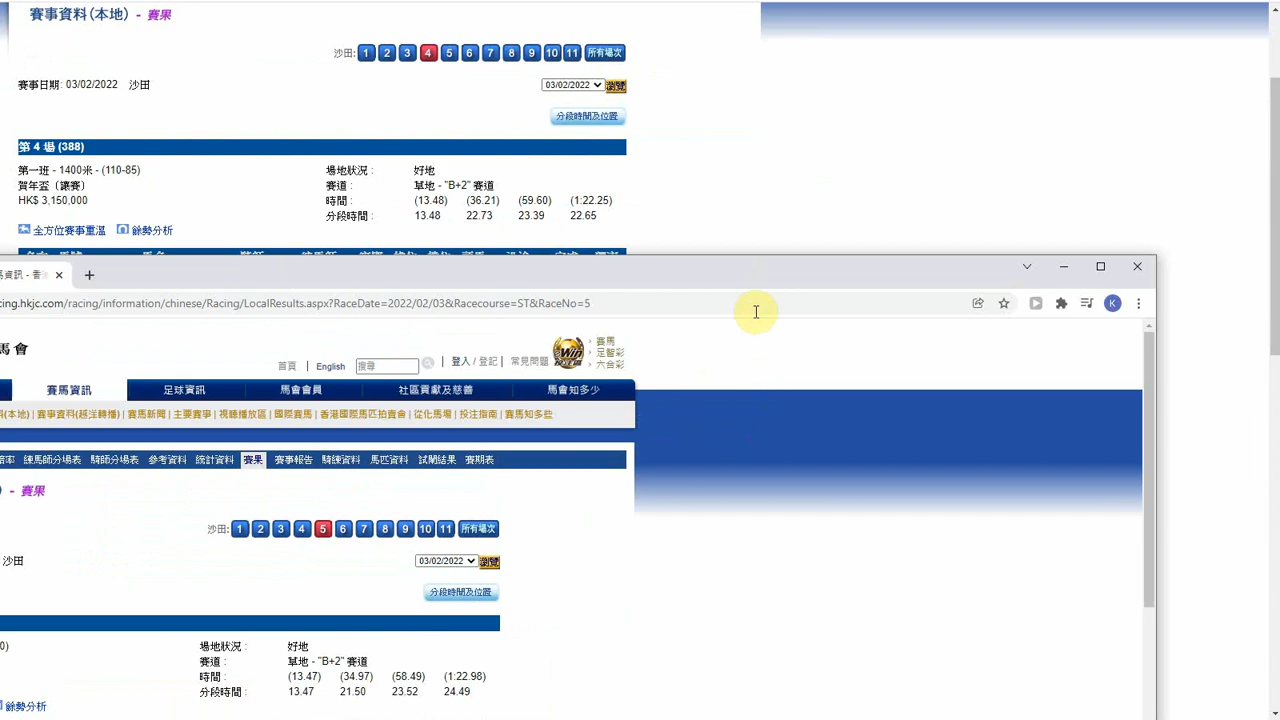 賽事資料(本地) - 賽果
沙田: 1 2 3 4 5 6 7 8 9 10 11 所有場次
賽事日期: 03/02/2022 沙田
03/02/2022 瀏覽
分段時間及位置
第 4 場 (388)
第一班 - 1400米 - (110-85) 場地狀況 : 好地
賀年盃 (讓賽) 賽道 : 草地 - "B+2" 賽道
HK$ 3,150,000 時間 : (13.48) (36.21) (59.60) (1:22.25)
分段時間 : 13.48 22.73 23.39 22.65
全方位賽事重溫 餘勢分析
馬資訊 - 香
ing.hkjc.com/racing/information/chinese/Racing/LocalResults.aspx?RaceDate=2022/02/03&Racecourse=ST&RaceNo=5
K
馬 會
首頁 | English 搜尋 登入 / 登記 | 常見問題
Win
賽馬
足智彩
六合彩
賽馬資訊 足球資訊 馬會會員 社區貢獻及慈善 馬會知多少
料(本地) | 賽事資料(越洋轉播) | 賽馬新聞 | 主要賽事 | 視聽播放區 | 國際賽馬 | 香港國際馬匹拍賣會 | 從化馬場 | 投注指南 | 賽馬知多些
倍率 練馬師分場表 騎師分場表 參考資料 統計資料 賽果 賽事報告 騎練資料 馬匹資料 試閘結果 賽期表
) - 賽果
沙田: 1 2 3 4 5 6 7 8 9 10 11 所有場次
沙田
03/02/2022 瀏覽
分段時間及位置
0) 場地狀況 : 好地
賽道 : 草地 - "B+2" 賽道
時間 : (13.47) (34.97) (58.49) (1:22.98)
分段時間 : 13.47 21.50 23.52 24.49
餘勢分析